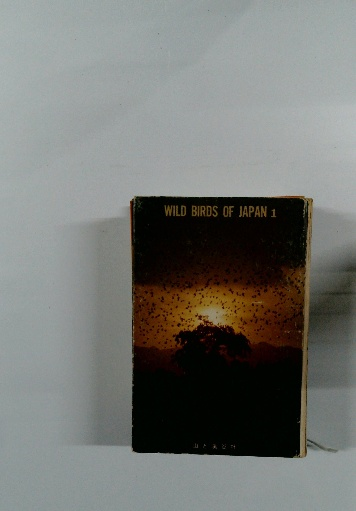 WILD BIRDS OF JAPAN 1